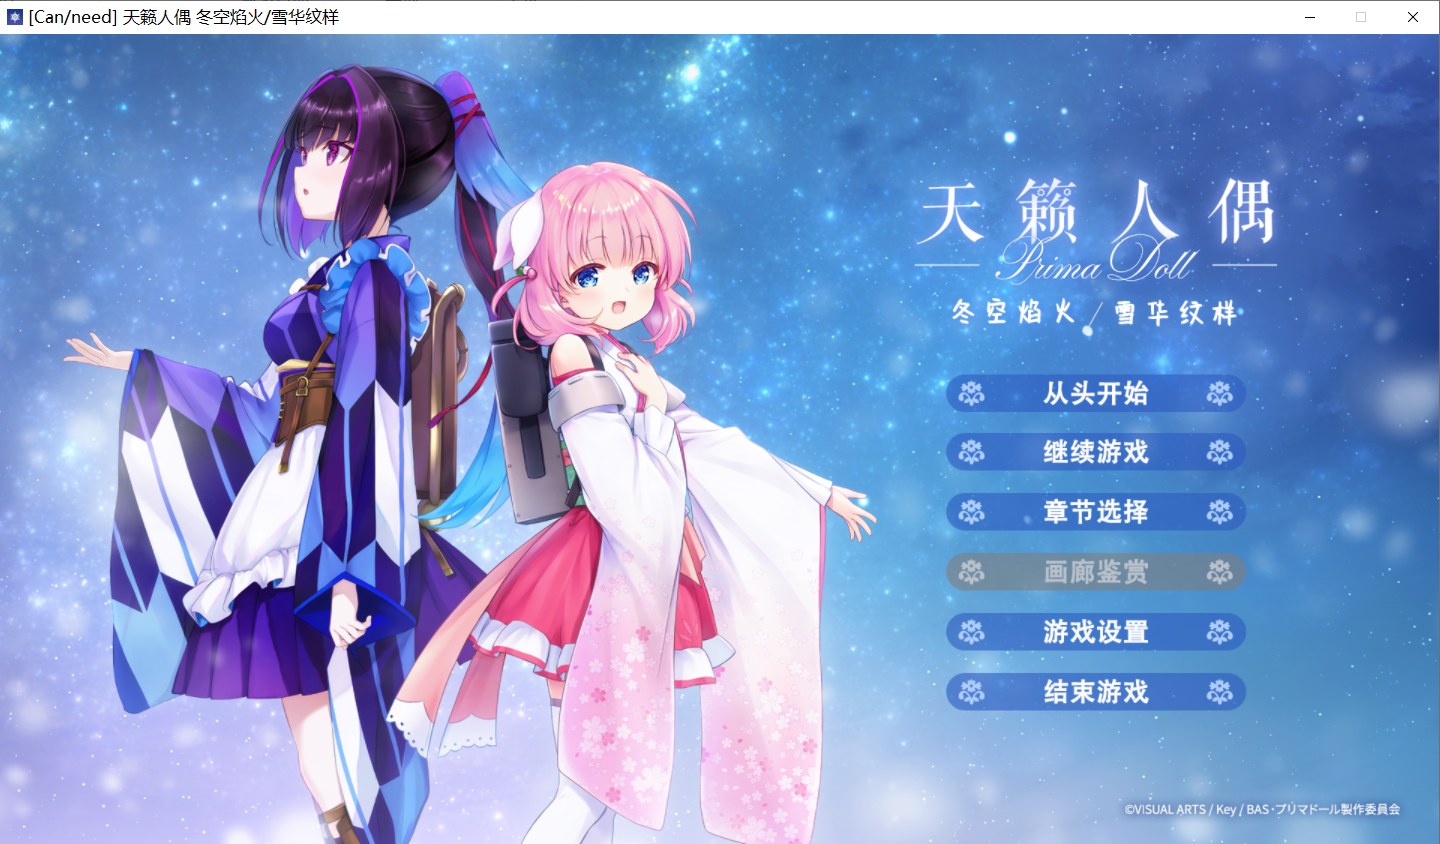 [Can/need] 天籁人偶 冬空焰火/雪华纹样
天籁人偶
Prima Doll
冬空焰火/雪华纹样
从头开始
继续游戏
章节选择
画廊鉴赏
游戏设置
结束游戏
©VISUAL ARTS / Key / BAS・プリマドール製作委員会